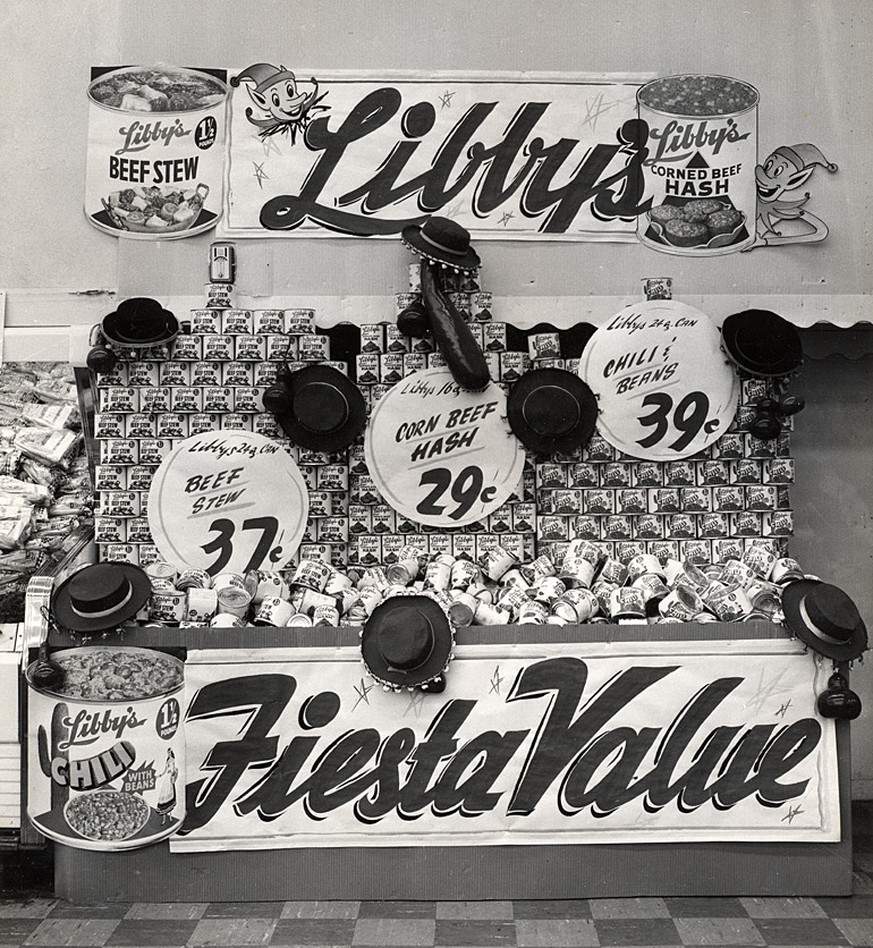 Libby's
1½
POUNDS
BEEF STEW
Libby's
Libby's
CORNED BEEF
HASH
Libby's 24 oz. CAN
CHILI &
BEANS
39¢
Libby's 16 oz.
CORN BEEF
HASH
29¢
Libby's 24 oz. CAN
BEEF
STEW
37¢
Libby's
1½
POUNDS
CHILI
WITH
BEANS
Fiesta Value